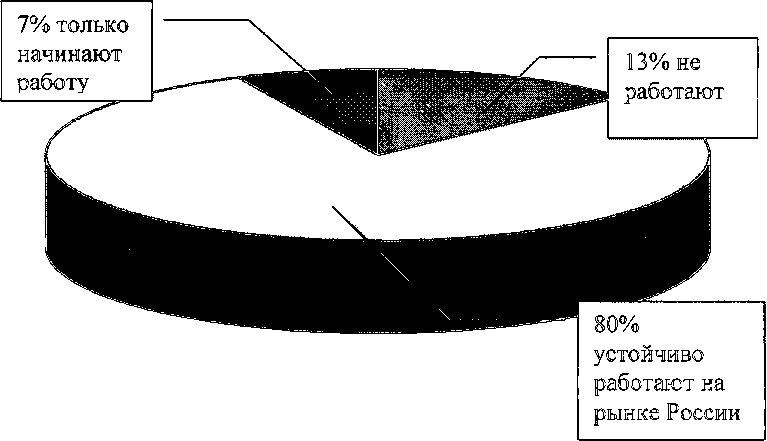 7% только
начинают
работу
13% не
работают
80%
устойчиво
работают на
рынке России